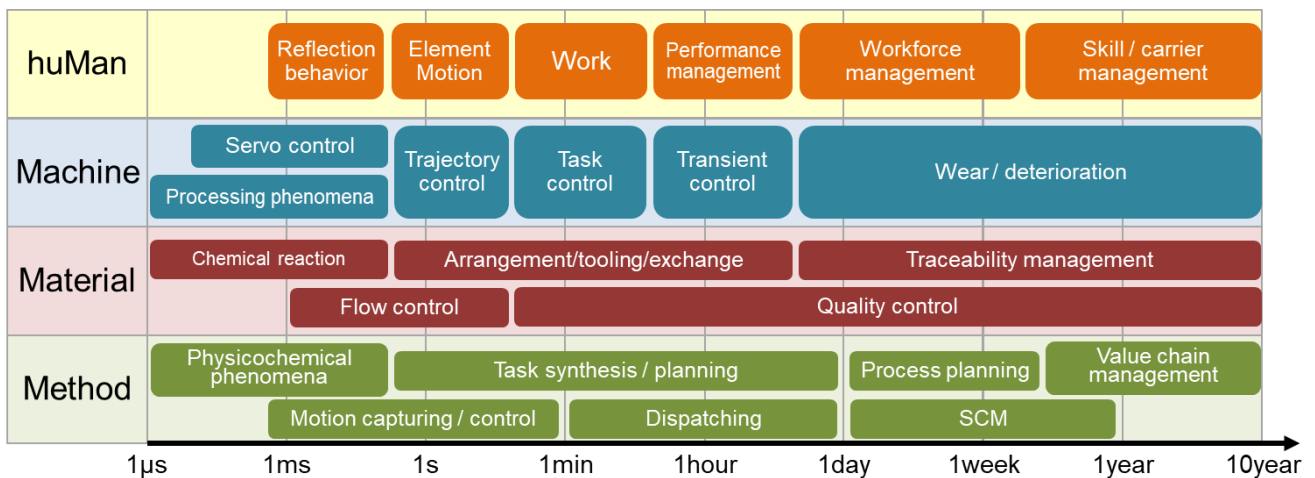 huMan
Reflection
behavior
Element
Motion
Work
Performance
management
Workforce
management
Skill / carrier
management
Machine
Servo control
Processing phenomena
Trajectory
control
Task
control
Transient
control
Wear / deterioration
Material
Chemical reaction
Arrangement/tooling/exchange
Traceability management
Flow control
Quality control
Method
Physicochemical
phenomena
Task synthesis / planning
Process planning
Value chain
management
Motion capturing / control
Dispatching
SCM
1μs
1ms
1s
1min
1hour
1day
1week
1year
10year